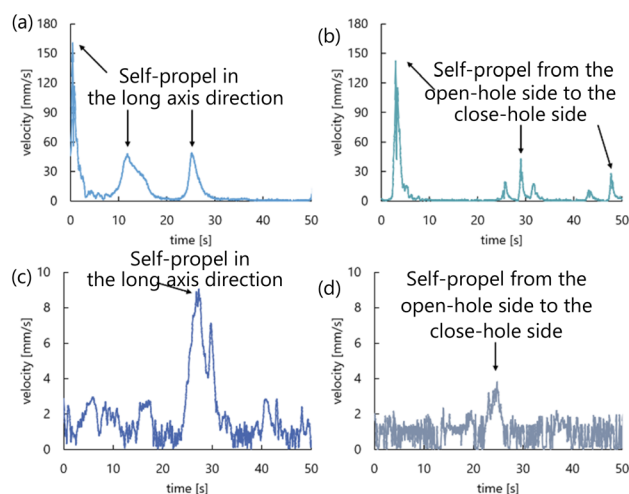 (a)
180
150
120
90
60
30
0
velocity [mm/s]
Self-propel in
the long axis direction
0 10 20 30 40 50
time [s]
(b)
180
150
120
90
60
30
0
velocity [mm/s]
Self-propel from the
open-hole side to the
close-hole side
0 10 20 30 40 50
time [s]
(c)
10
8
6
4
2
0
velocity [mm/s]
Self-propel in
the long axis direction
0 10 20 30 40 50
time [s]
(d)
10
8
6
4
2
0
velocity [mm/s]
Self-propel from the
open-hole side to the
close-hole side
0 10 20 30 40 50
time [s]